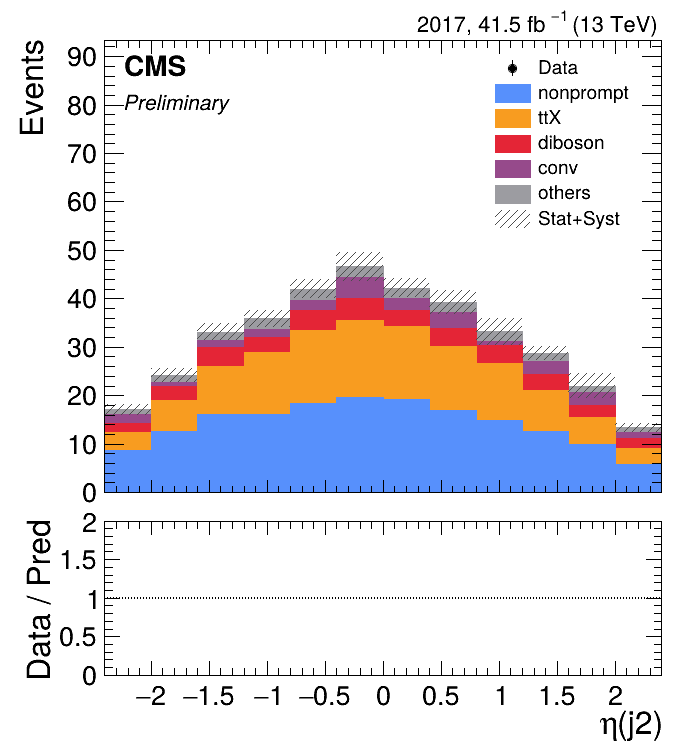 2017, 41.5 fb⁻¹ (13 TeV)
CMS
Preliminary
Events
90
80
70
60
50
40
30
20
10
0
Data
nonprompt
ttX
diboson
conv
others
Stat+Syst
Data / Pred
2
1.5
1
0.5
0
−2 −1.5 −1 −0.5 0 0.5 1 1.5 2
η(j2)